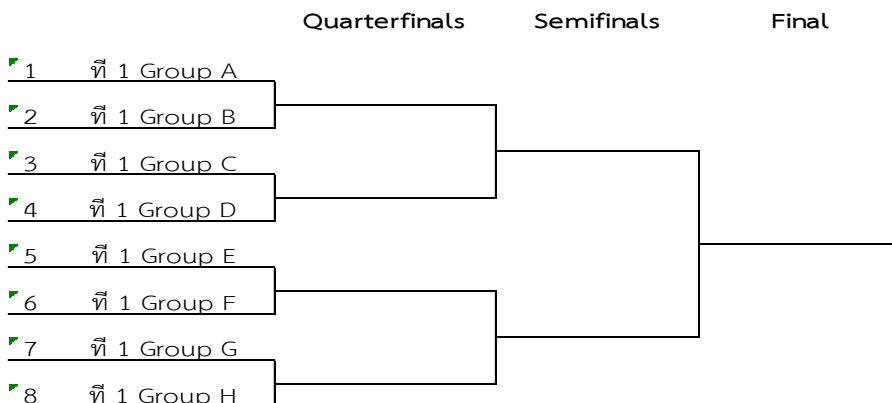 Quarterfinals Semifinals Final
1 ที่ 1 Group A
2 ที่ 1 Group B
3 ที่ 1 Group C
4 ที่ 1 Group D
5 ที่ 1 Group E
6 ที่ 1 Group F
7 ที่ 1 Group G
8 ที่ 1 Group H